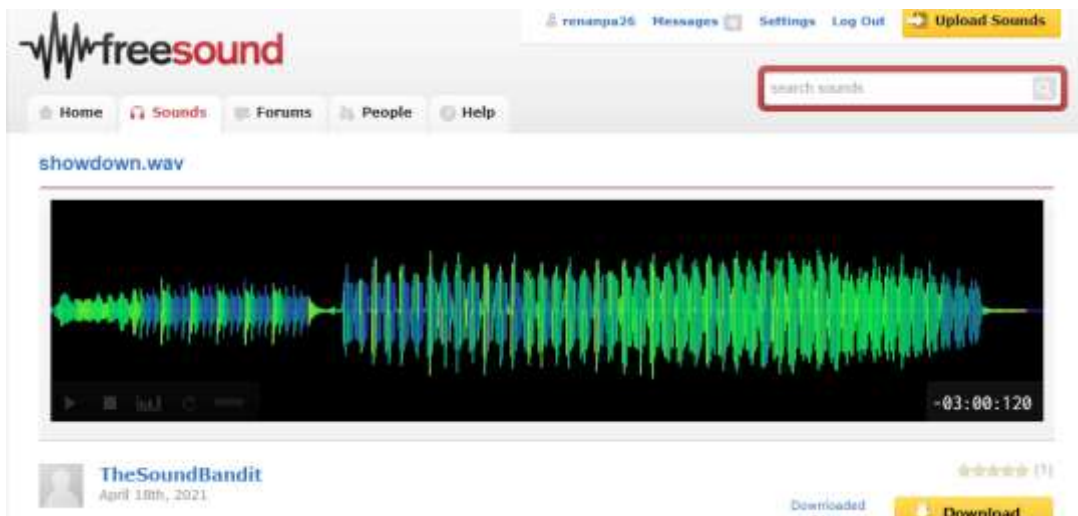 renanpa26 Messages Settings Log Out Upload Sounds
freesound
search sounds
Home Sounds Forums People Help
showdown.wav
-03:00:120
TheSoundBandit
(1)
April 18th, 2021
Downloaded
Download